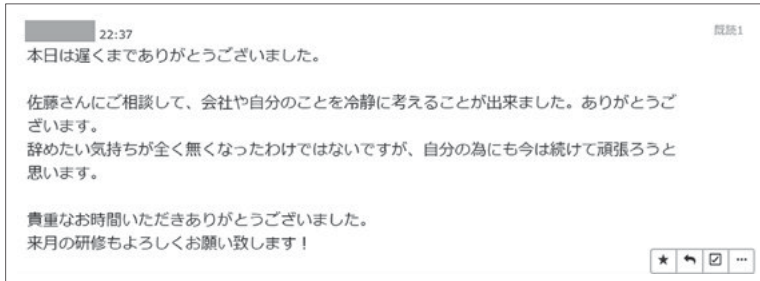 22:37
既読1
本日は遅くまでありがとうございました。
佐藤さんにご相談して、会社や自分のことを冷静に考えることが出来ました。ありがとうご
ざいます。
辞めたい気持ちが全く無くなったわけではないですが、自分の為にも今は続けて頑張ろうと
思います。
貴重なお時間いただきありがとうございました。
来月の研修もよろしくお願い致します！